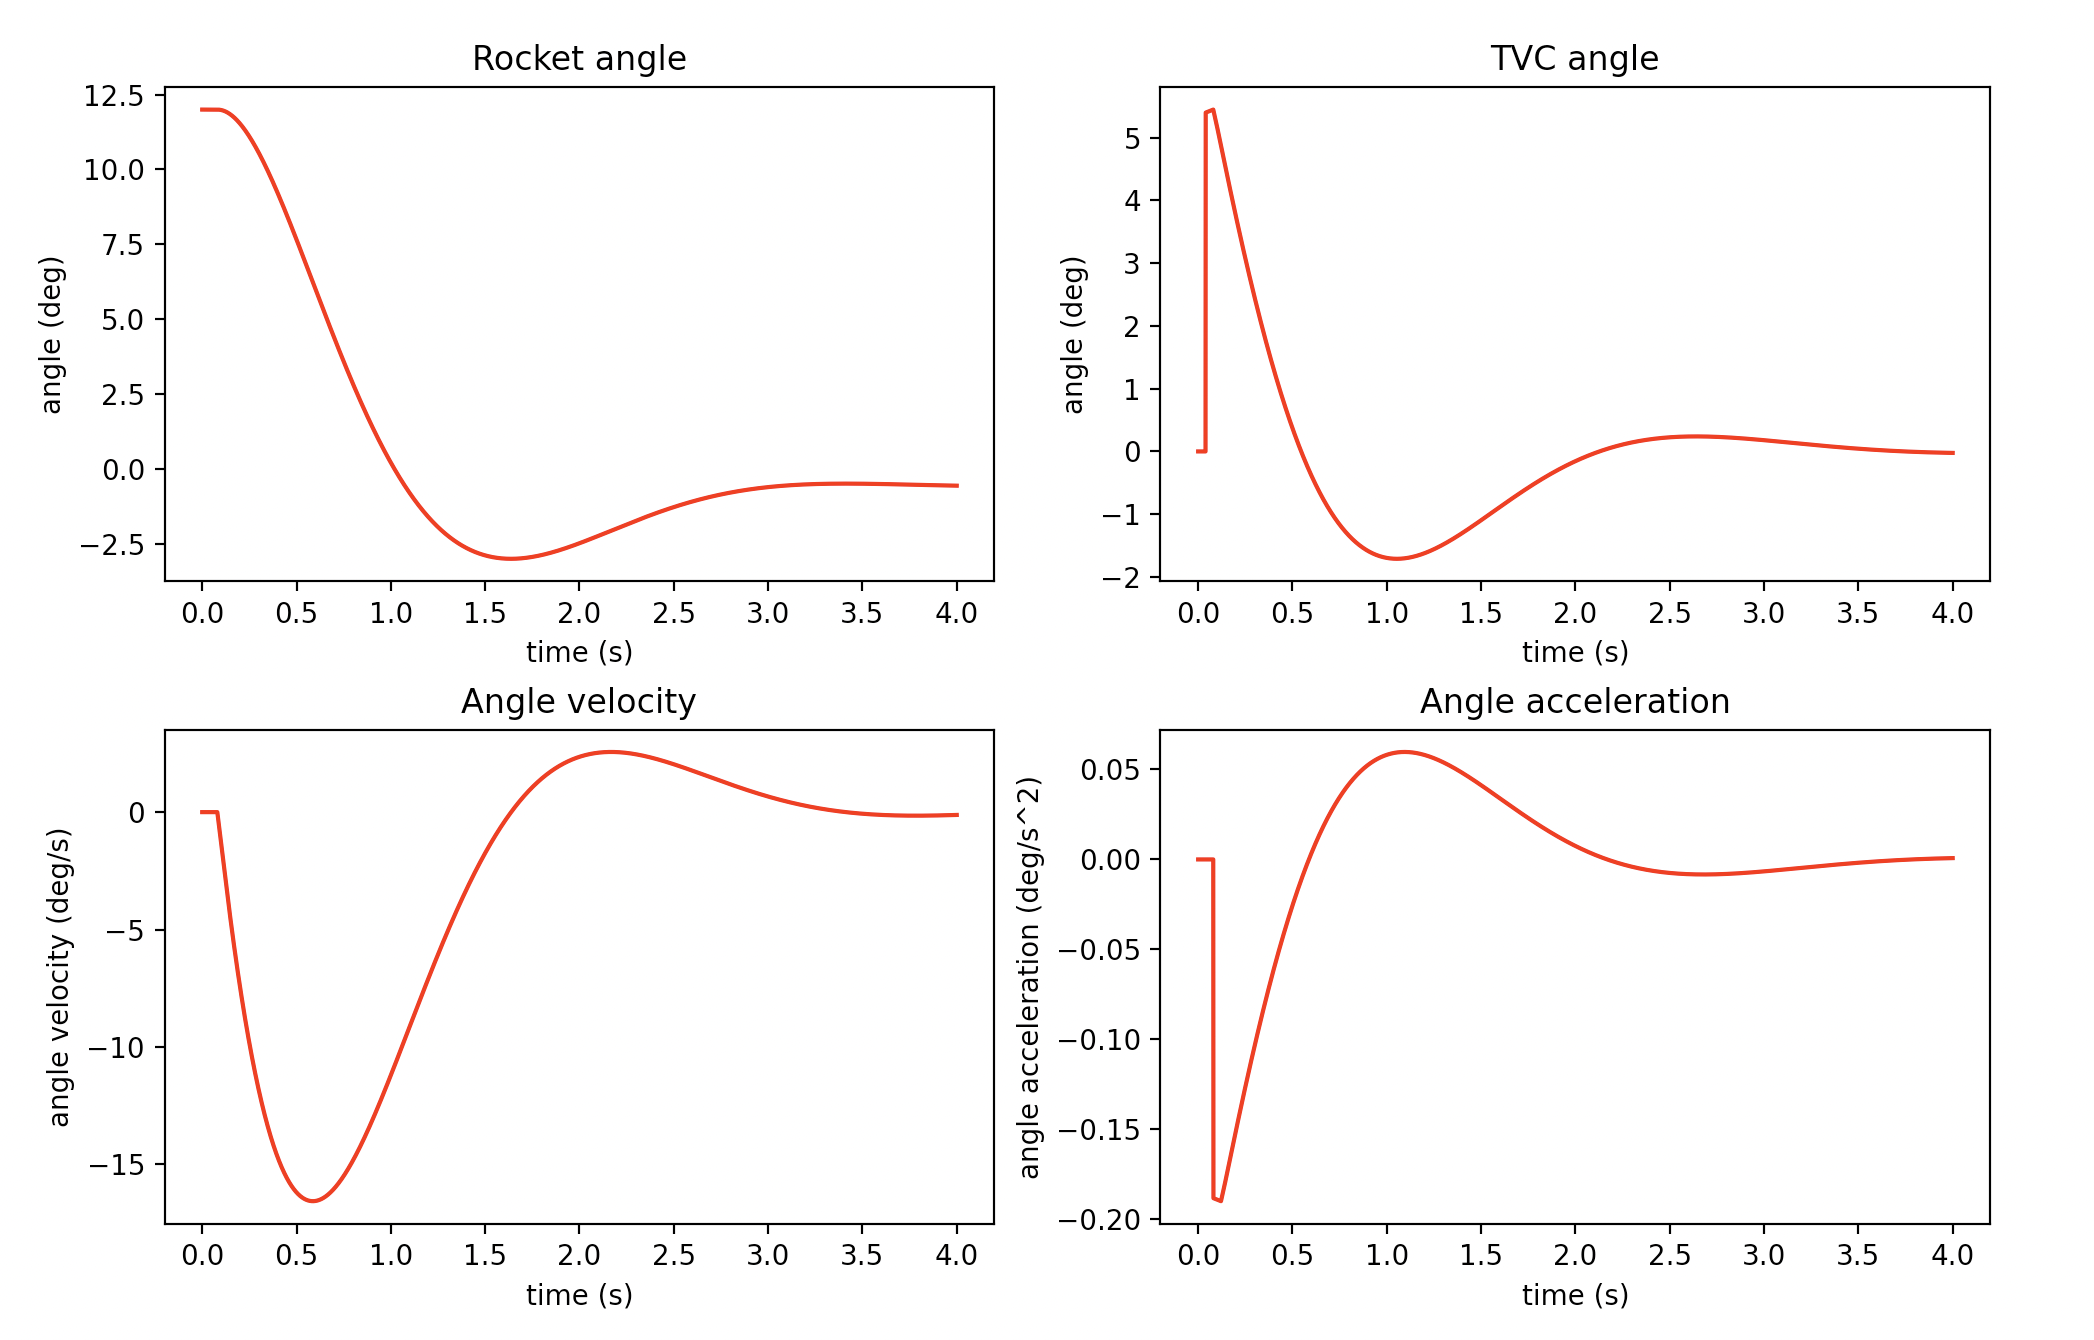 Rocket angle
12.5
10.0
7.5
5.0
2.5
0.0
−2.5
angle (deg)
0.0 0.5 1.0 1.5 2.0 2.5 3.0 3.5 4.0
time (s)
TVC angle
5
4
3
2
1
0
−1
−2
angle (deg)
0.0 0.5 1.0 1.5 2.0 2.5 3.0 3.5 4.0
time (s)
Angle velocity
0
−5
−10
−15
angle velocity (deg/s)
0.0 0.5 1.0 1.5 2.0 2.5 3.0 3.5 4.0
time (s)
Angle acceleration
0.05
0.00
−0.05
−0.10
−0.15
−0.20
angle acceleration (deg/s^2)
0.0 0.5 1.0 1.5 2.0 2.5 3.0 3.5 4.0
time (s)